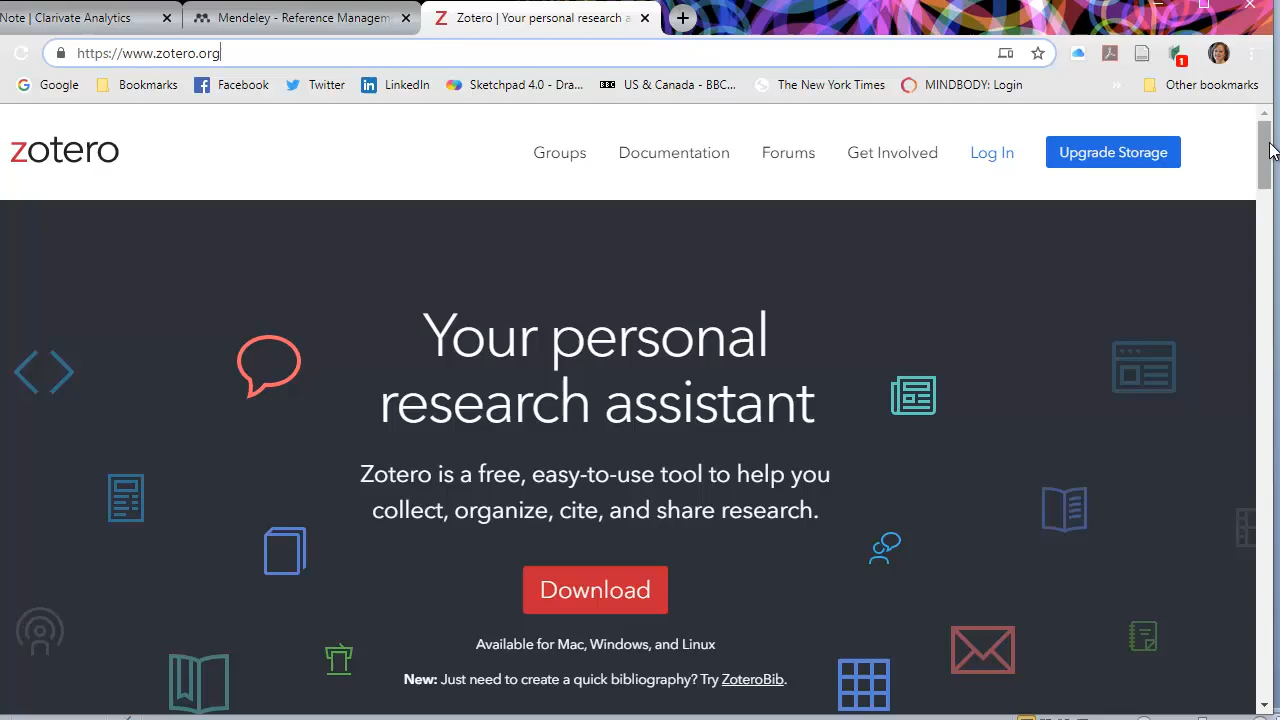 Note | Clarivate Analytics
Mendeley - Reference Managem
Zotero | Your personal research a
https://www.zotero.org
1
Google
Bookmarks
Facebook
Twitter
LinkedIn
Sketchpad 4.0 - Dra...
BBC
US & Canada - BBC...
The New York Times
MINDBODY: Login
Other bookmarks
zotero
Groups
Documentation
Forums
Get Involved
Log In
Upgrade Storage
Your personal
research assistant
Zotero is a free, easy-to-use tool to help you
collect, organize, cite, and share research.
Download
Available for Mac, Windows, and Linux
New: Just need to create a quick bibliography? Try ZoteroBib.